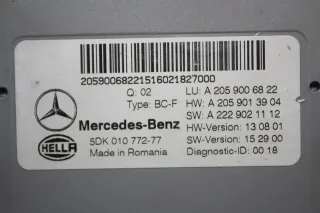 20590068221516021827000
Q: 02 LU: A 205 900 68 22
Type: BC-F HW: A 205 901 39 04
SW: A 222 902 11 12
Mercedes-Benz HW-Version: 13 08 01
HELLA 5DK 010 772-77 SW-Version: 15 29 00
Made in Romania Diagnostic-ID: 00 18